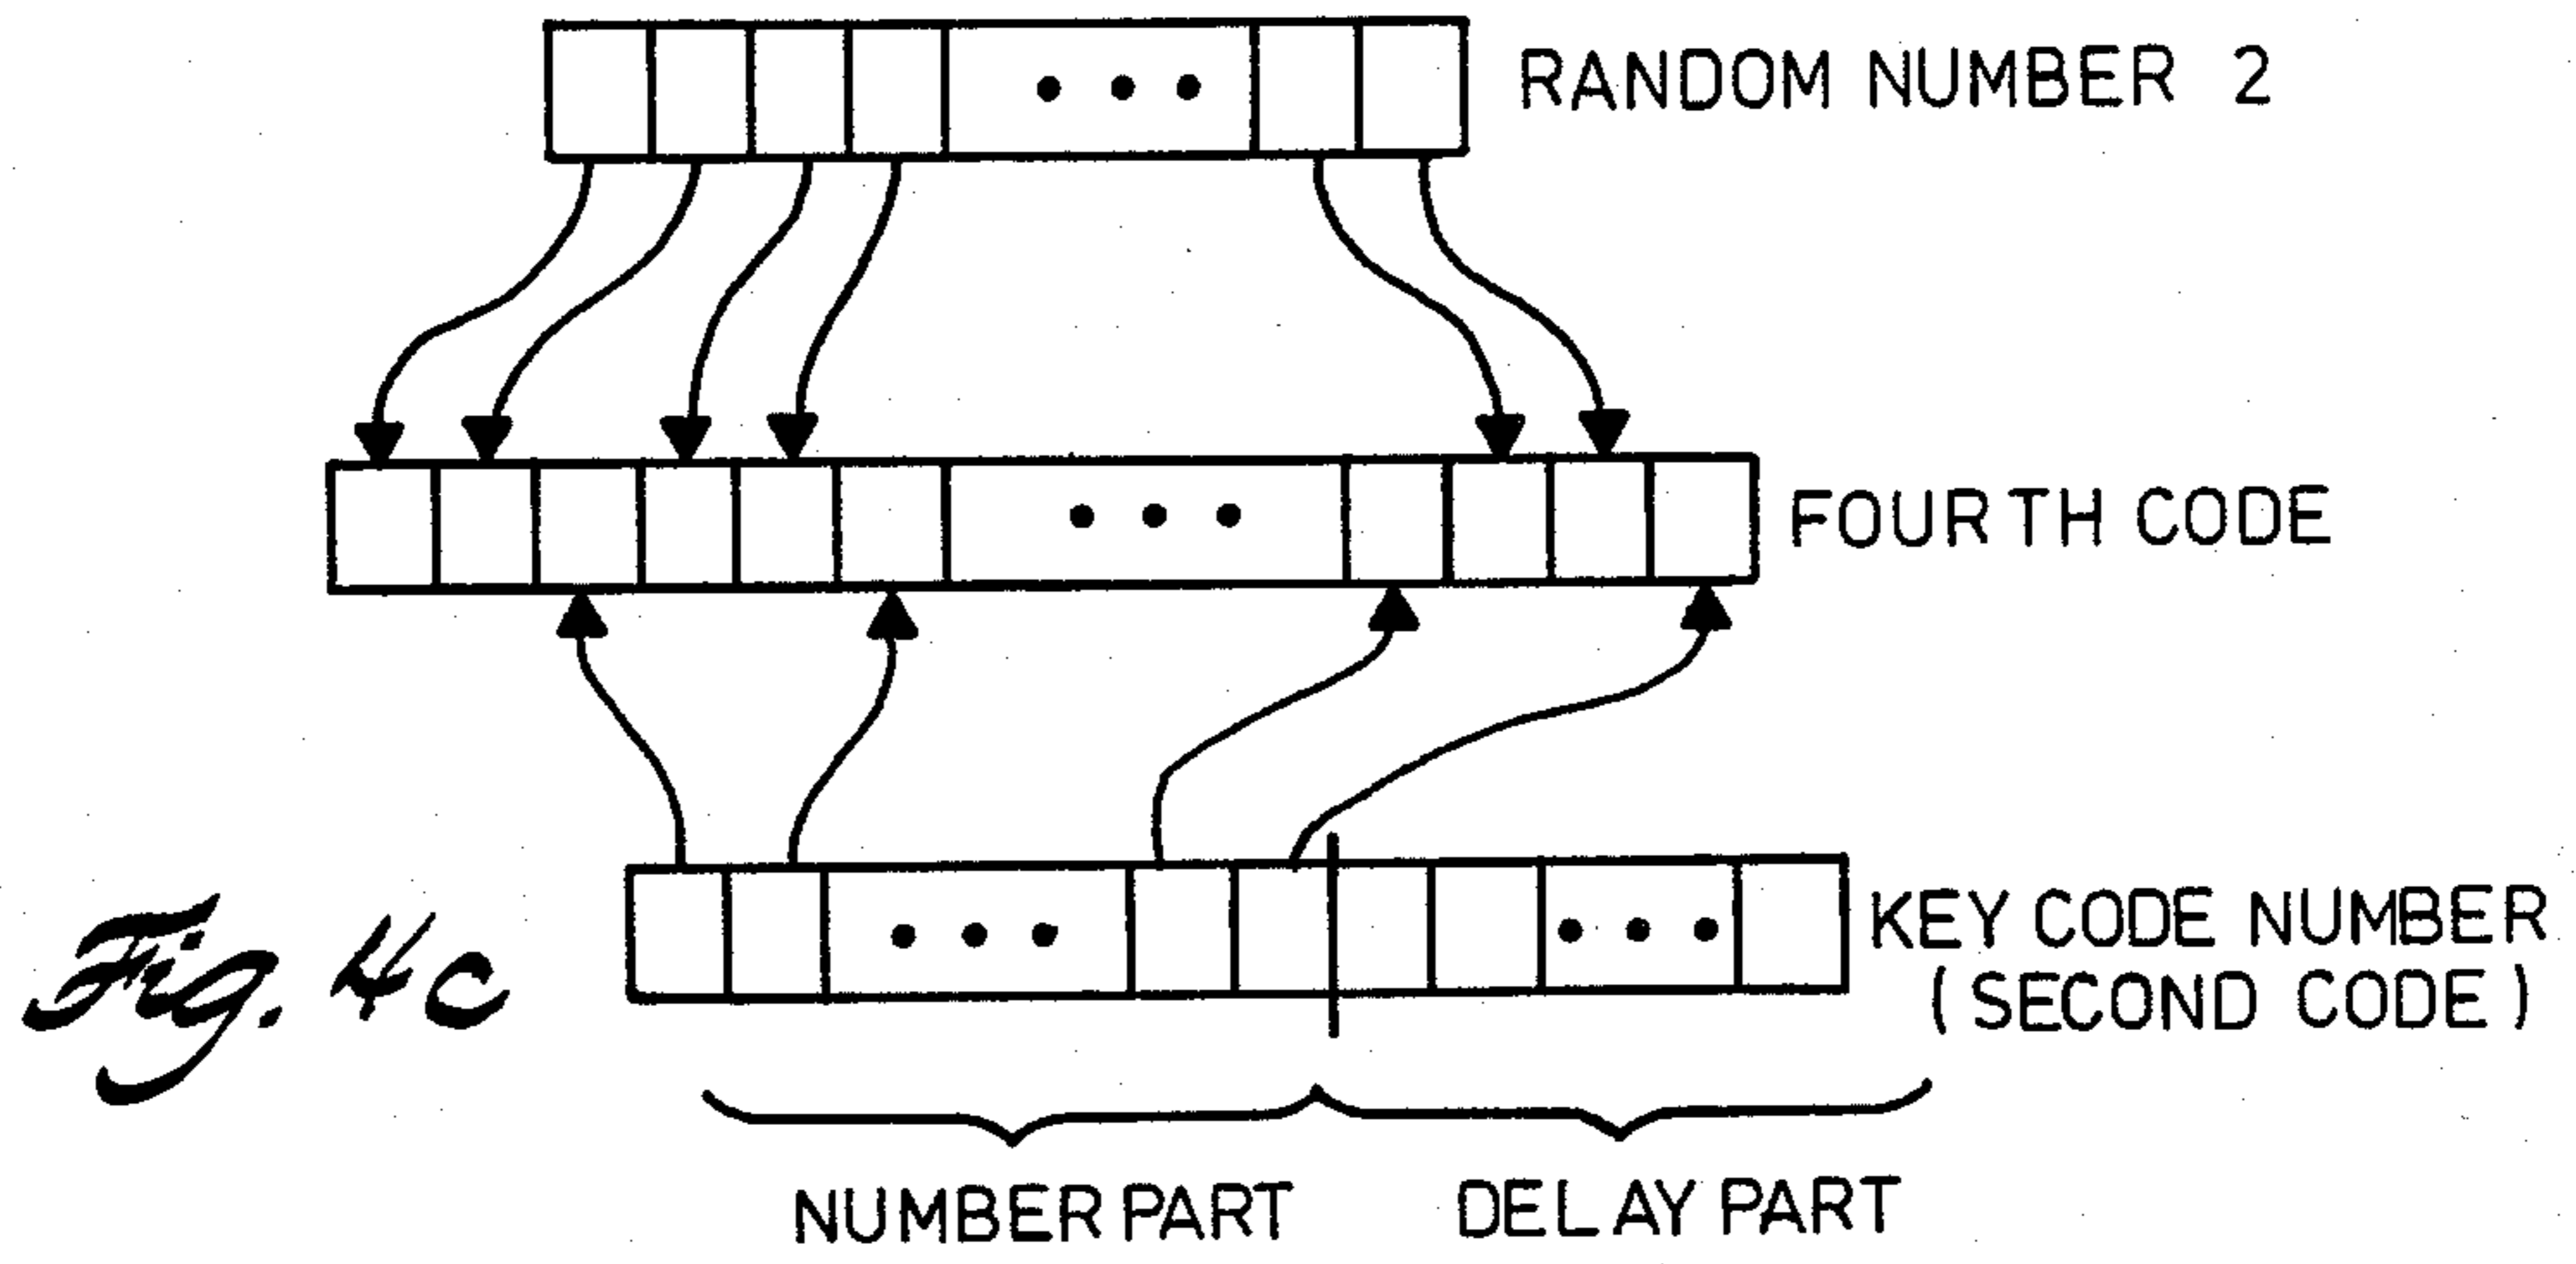 RANDOM NUMBER 2
FOURTH CODE
KEY CODE NUMBER
(SECOND CODE)
Fig. 4c
NUMBER PART DELAY PART